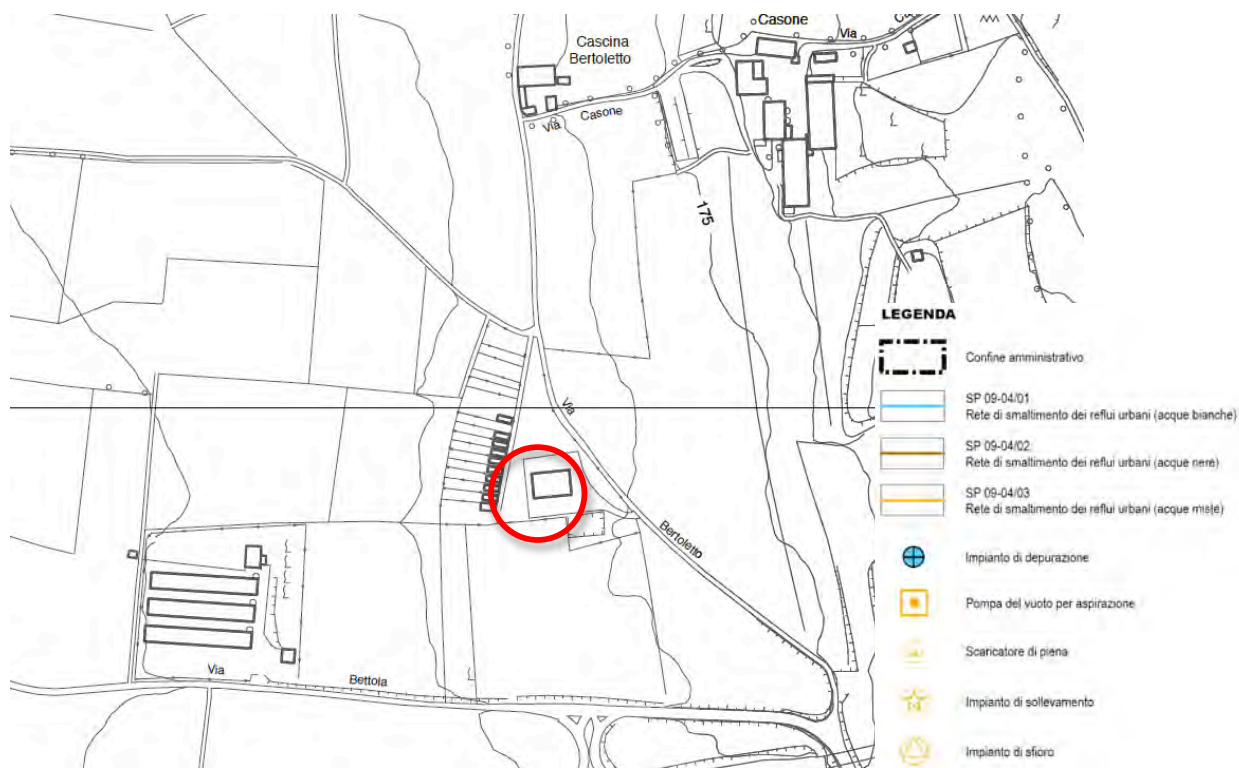 Casone
Via
Cascina
Bertoletto
Via Casone
175
Via
Bertoletto
Via
Bettola
LEGENDA
Confine amministrativo
SP 09-04/01
Rete di smaltimento dei reflui urbani (acque bianche)
SP 09-04/02
Rete di smaltimento dei reflui urbani (acque nere)
SP 09-04/03
Rete di smaltimento dei reflui urbani (acque miste)
Impianto di depurazione
Pompa del vuoto per aspirazione
Scaricatore di piena
Impianto di sollevamento
Impianto di sfioro